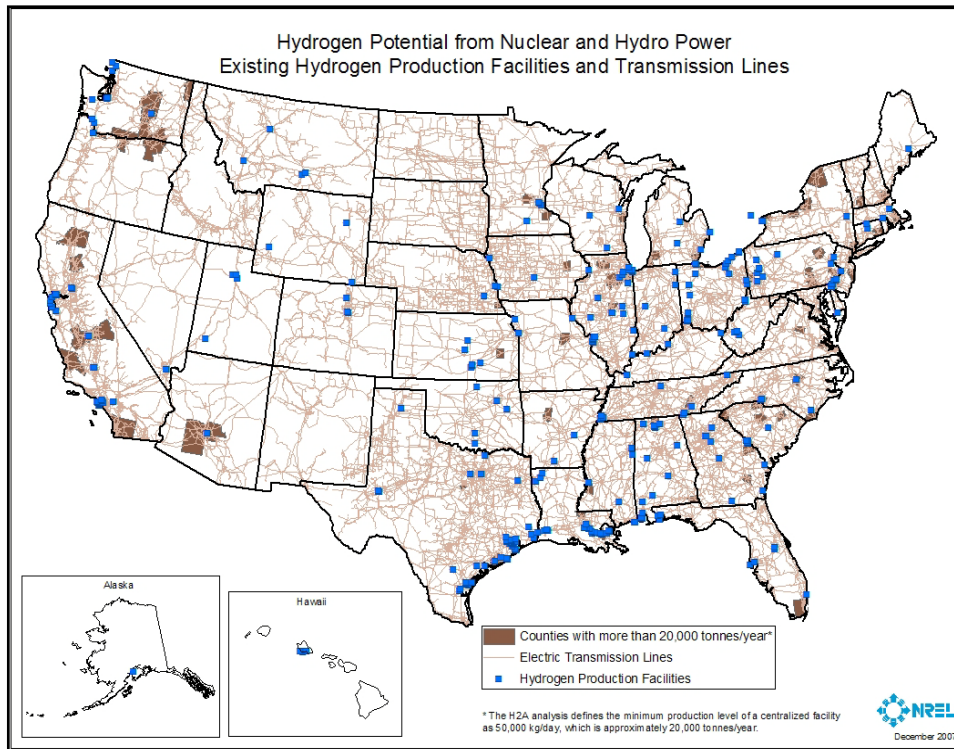 Hydrogen Potential from Nuclear and Hydro Power
Existing Hydrogen Production Facilities and Transmission Lines
Alaska
Hawaii
Counties with more than 20,000 tonnes/year*
Electric Transmission Lines
Hydrogen Production Facilities
* The H2A analysis defines the minimum production level of a centralized facility
as 50,000 kg/day, which is approximately 20,000 tonnes/year.
NREL
December 2007